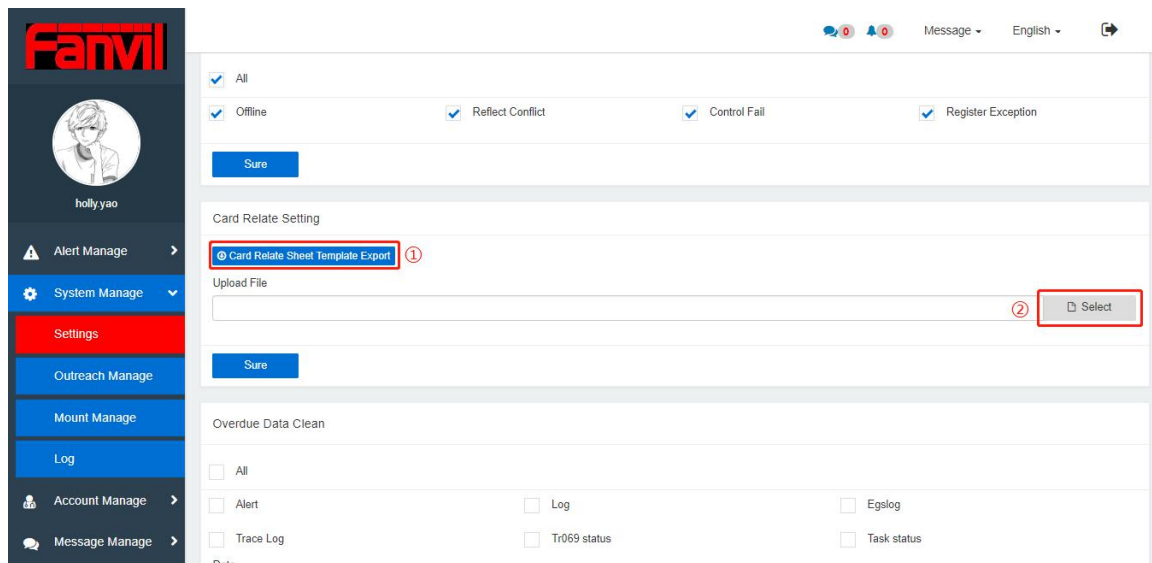 Fanvil
0
0
Message
English
holly.yao
Alert Manage
System Manage
Settings
Outreach Manage
Mount Manage
Log
Account Manage
Message Manage
All
Offline
Reflect Conflict
Control Fail
Register Exception
Sure
Card Relate Setting
Card Relate Sheet Template Export
①
Upload File
②
Select
Sure
Overdue Data Clean
All
Alert
Log
Egslog
Trace Log
Tr069 status
Task status